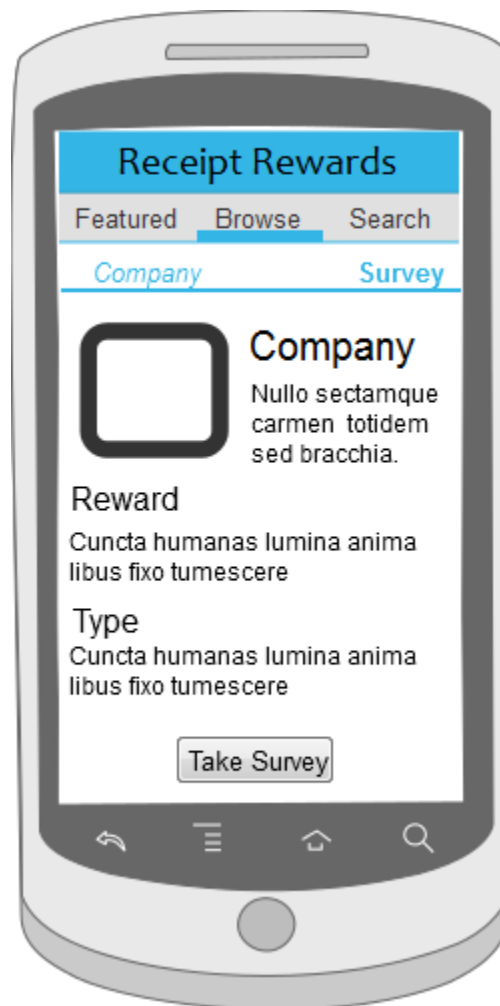 Receipt Rewards
Featured Browse Search
Company Survey
Company
Nullo sectamque
carmen totidem
sed bracchia.
Reward
Cuncta humanas lumina anima
libus fixo tumescere
Type
Cuncta humanas lumina anima
libus fixo tumescere
Take Survey